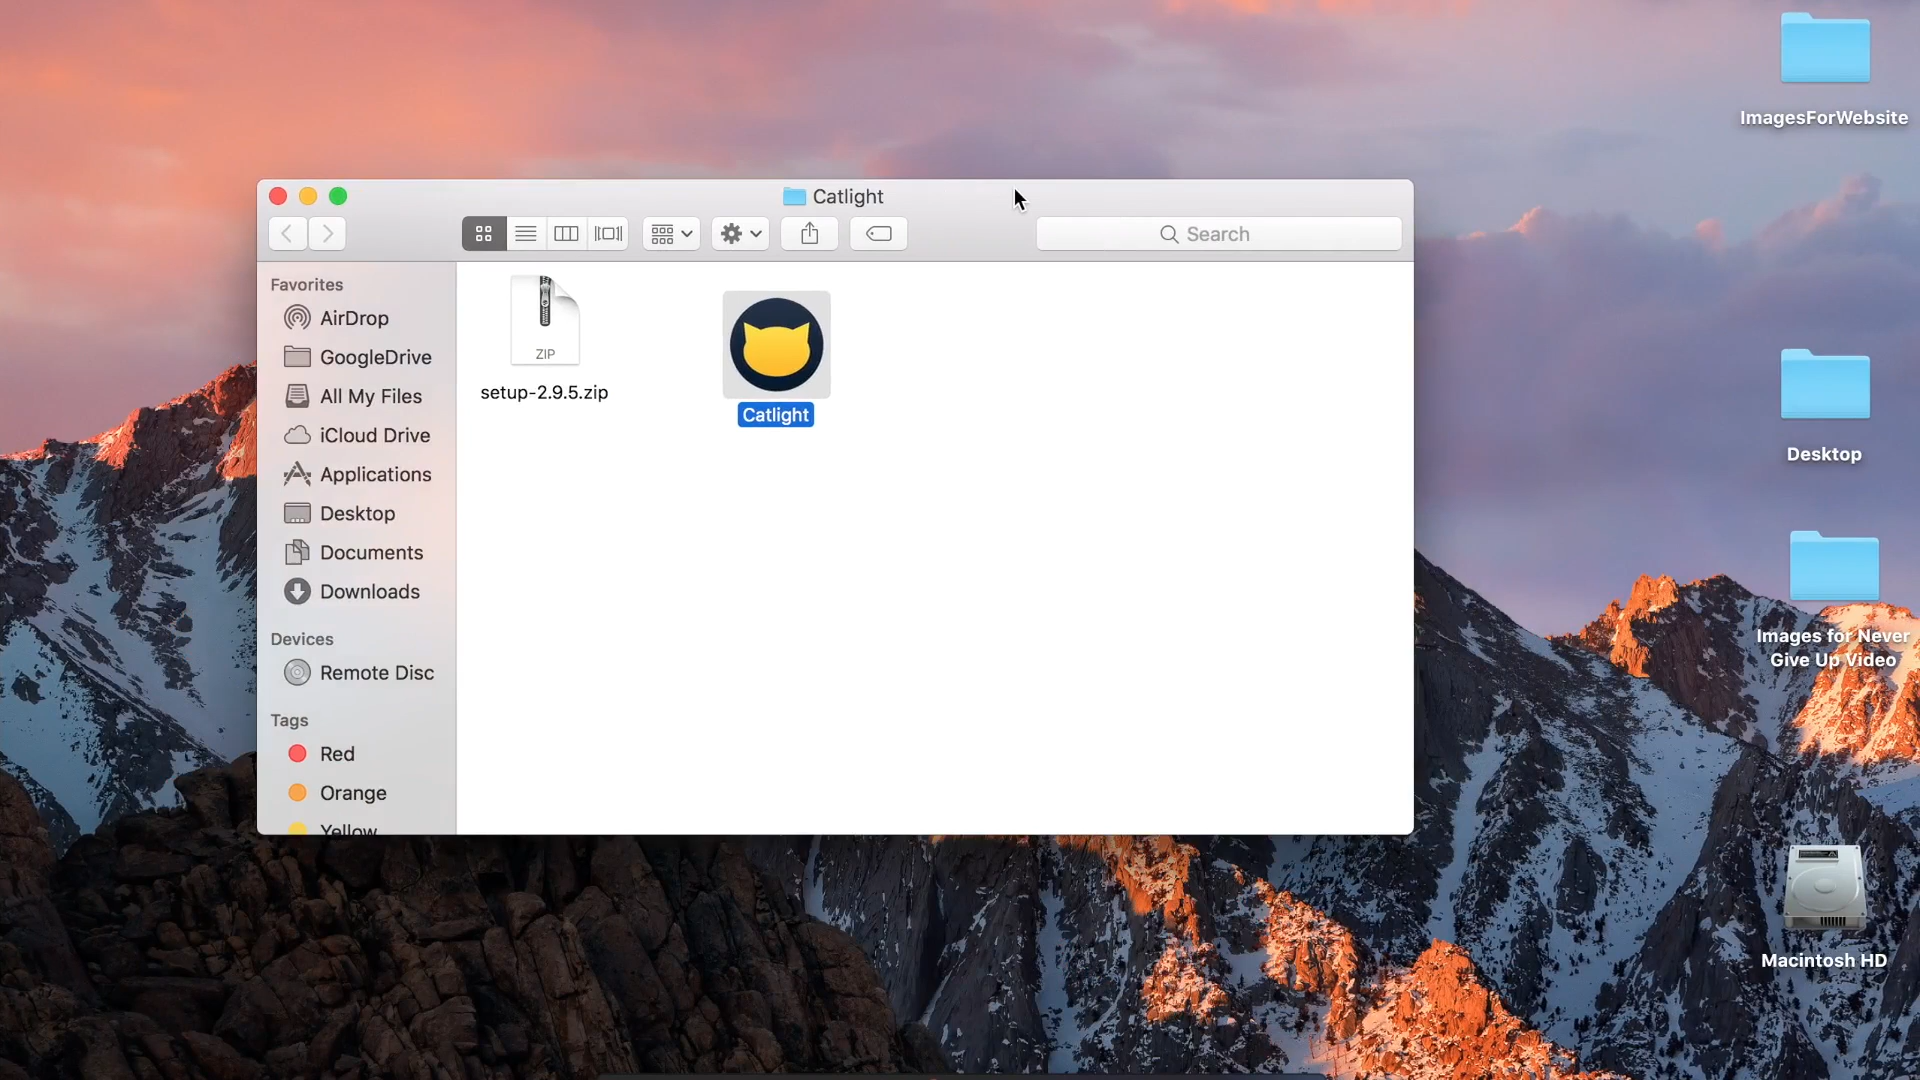 ImagesForWebsite
Catlight
Search
Favorites
AirDrop
GoogleDrive
All My Files
iCloud Drive
Applications
Desktop
Documents
Downloads
Devices
Remote Disc
Tags
Red
Orange
Yellow
ZIP
setup-2.9.5.zip
Catlight
Desktop
Images for Never
Give Up Video
Macintosh HD